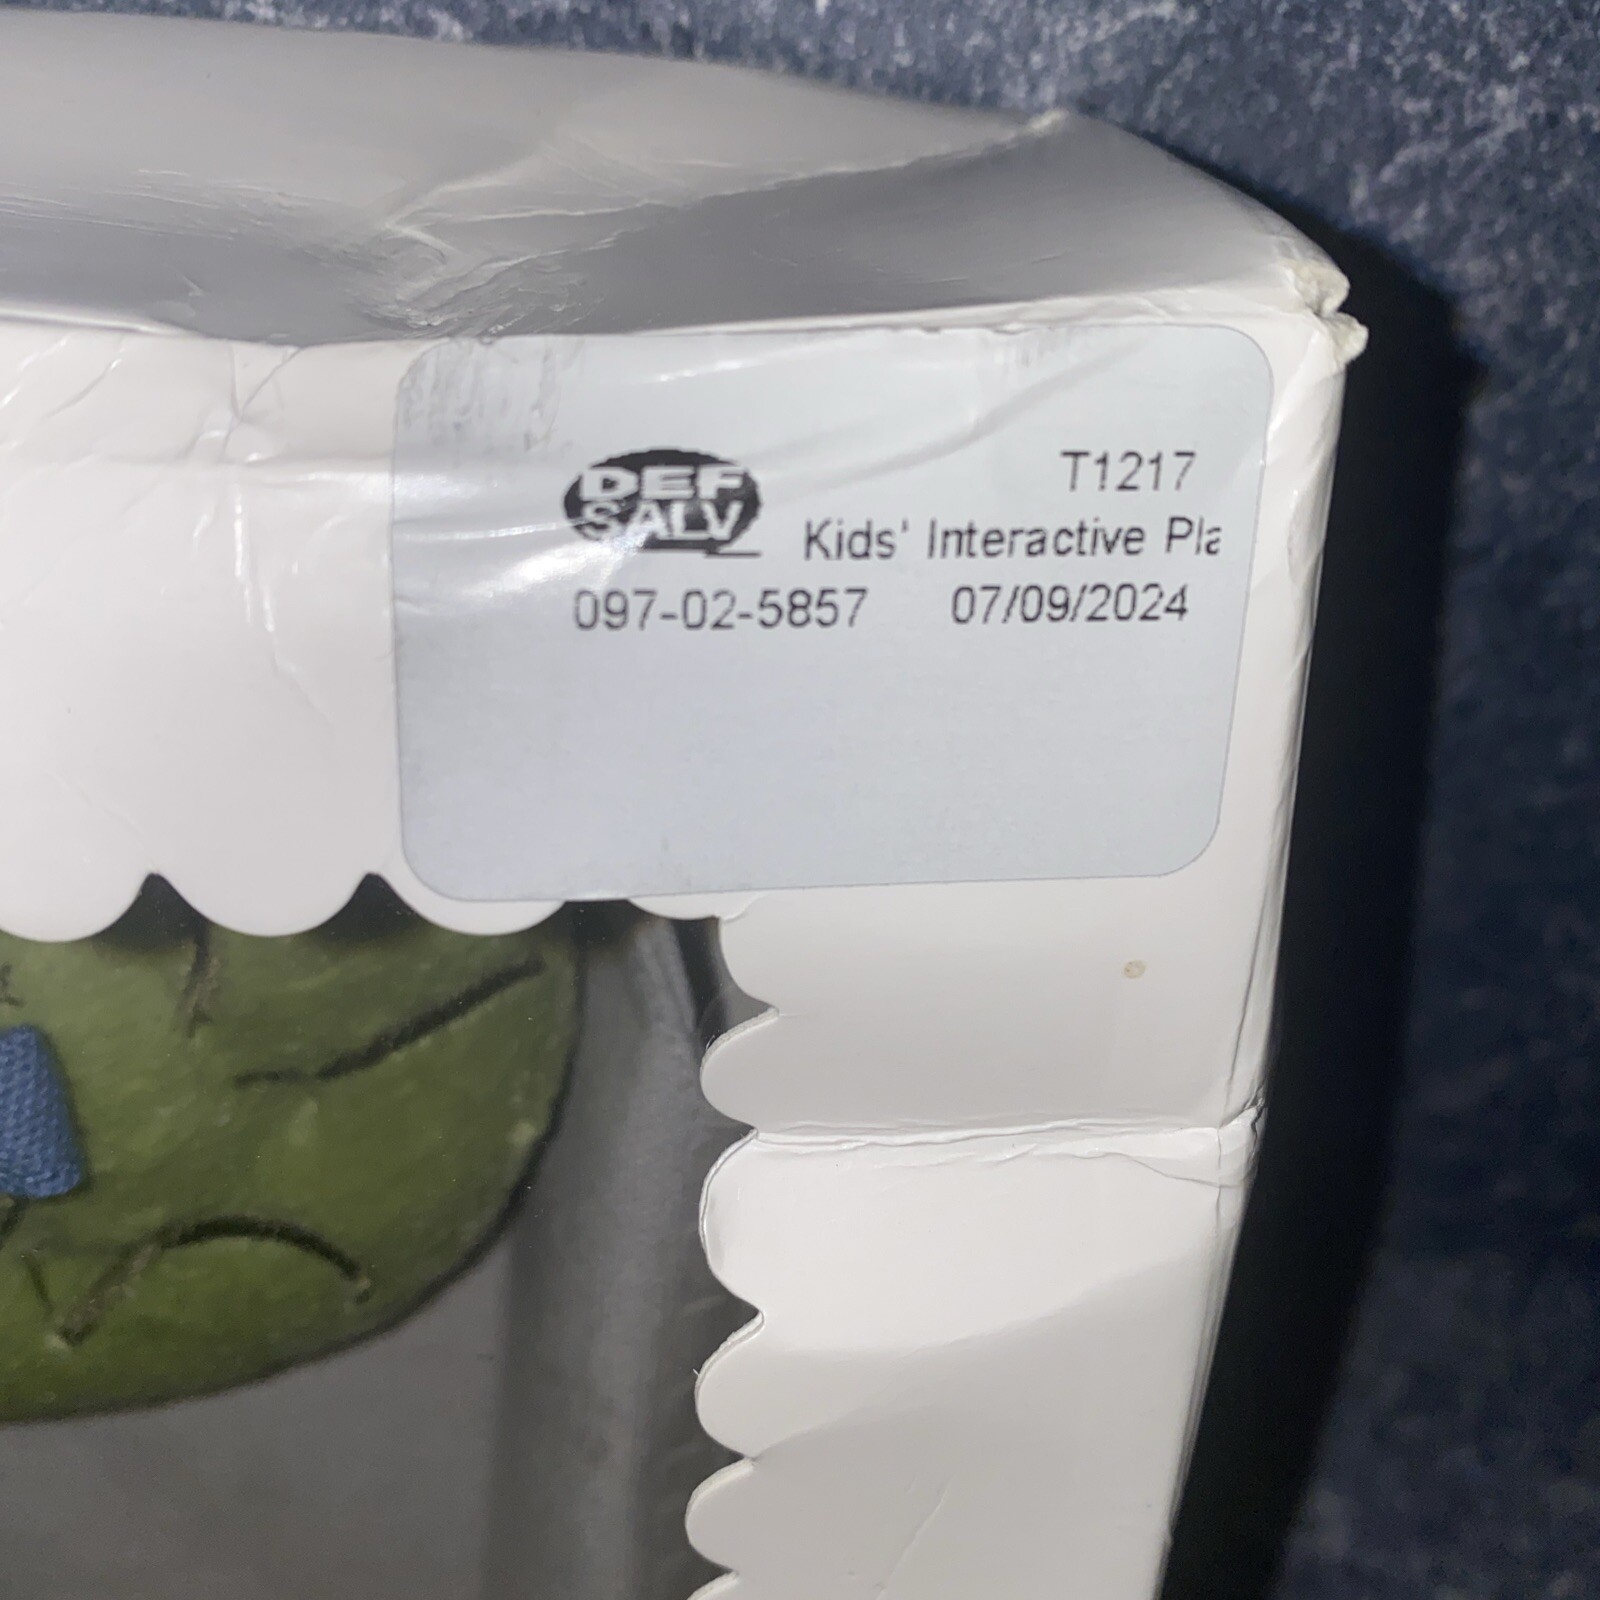 T1217
DEF
SALV
Kids' Interactive Pla
097-02-5857 07/09/2024